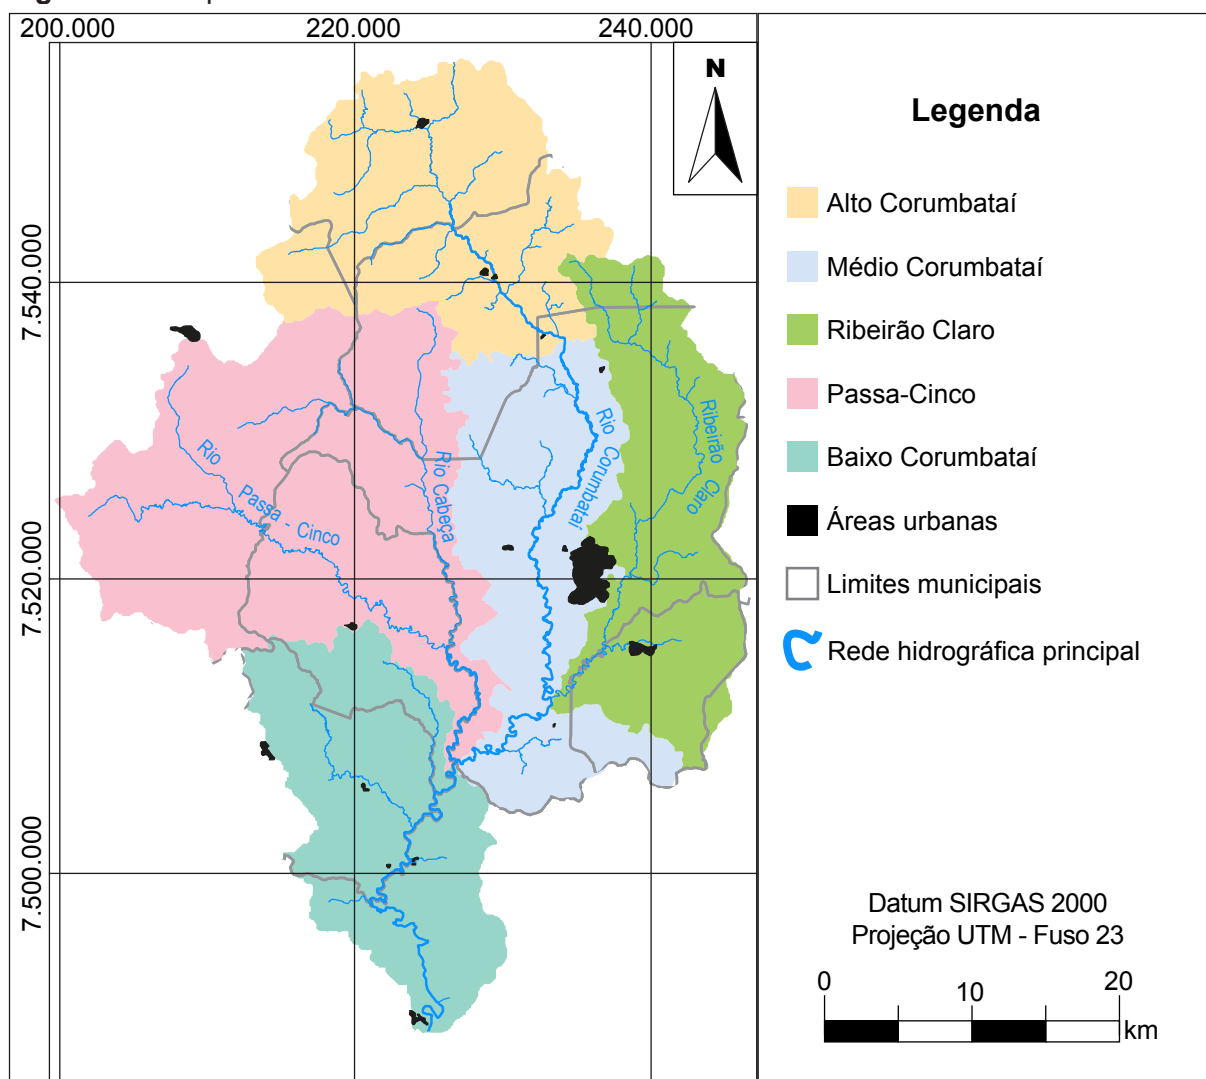 200.000
220.000
240.000
7.540.000
7.520.000
7.500.000
N
Rio
Passa - Cinco
Rio Cabeça
Rio Corumbataí
Ribeirão
Claro
Legenda
Alto Corumbataí
Médio Corumbataí
Ribeirão Claro
Passa-Cinco
Baixo Corumbataí
Áreas urbanas
Limites municipais
Rede hidrográfica principal
Datum SIRGAS 2000
Projeção UTM - Fuso 23
0
10
20
km